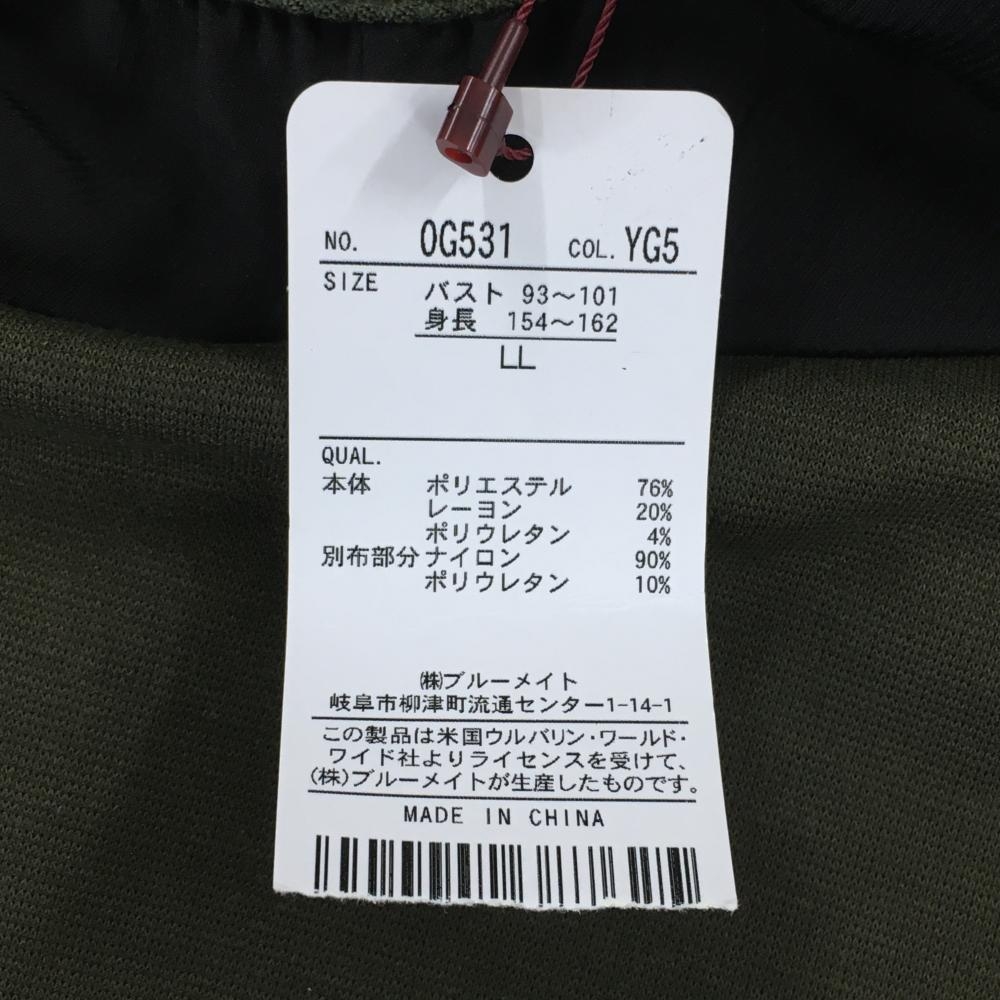 NO. OG531 COL. YG5
SIZE バスト 93～101
身長 154～162
LL
QUAL.
本体 ポリエステル 76%
レーヨン 20%
ポリウレタン 4%
別布部分 ナイロン 90%
ポリウレタン 10%
㈱ブルーメイト
岐阜市柳津町流通センター1-14-1
この製品は米国ウルバリン・ワールド・
ワイド社よりライセンスを受けて、
(株)ブルーメイトが生産したものです。
MADE IN CHINA